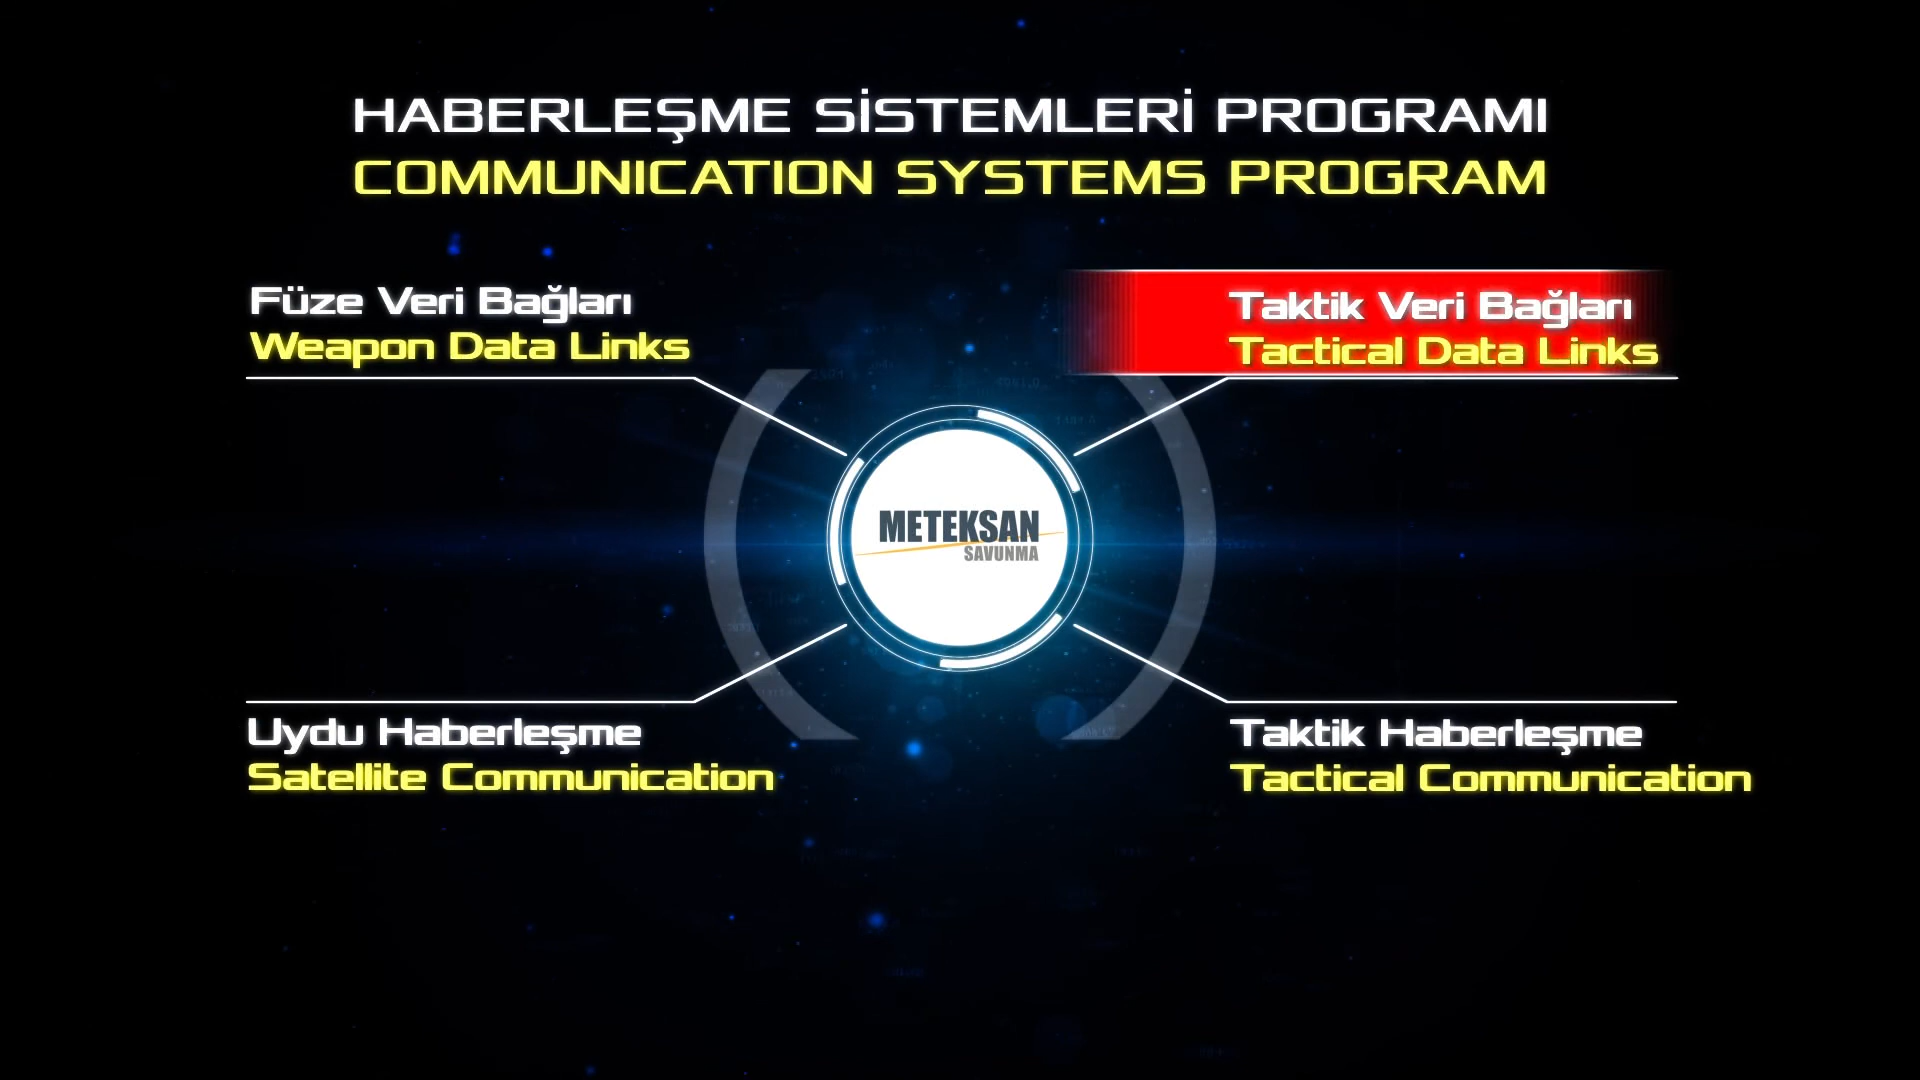 HABERLEŞME SİSTEMLERİ PROGRAMI
COMMUNICATION SYSTEMS PROGRAM
Füze Veri Bağları
Weapon Data Links
Taktik Veri Bağları
Tactical Data Links
METEKSAN
SAVUNMA
Uydu Haberleşme
Satellite Communication
Taktik Haberleşme
Tactical Communication